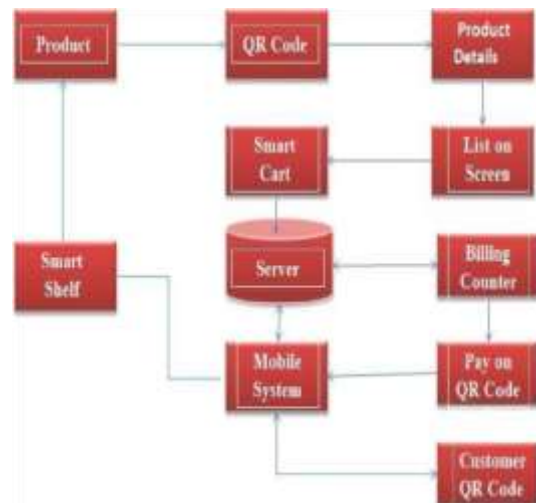 Product
QR Code
Product
Details
Smart
Cart
List on
Screen
Smart
Shelf
Server
Billing
Counter
Mobile
System
Pay on
QR Code
Customer
QR Code